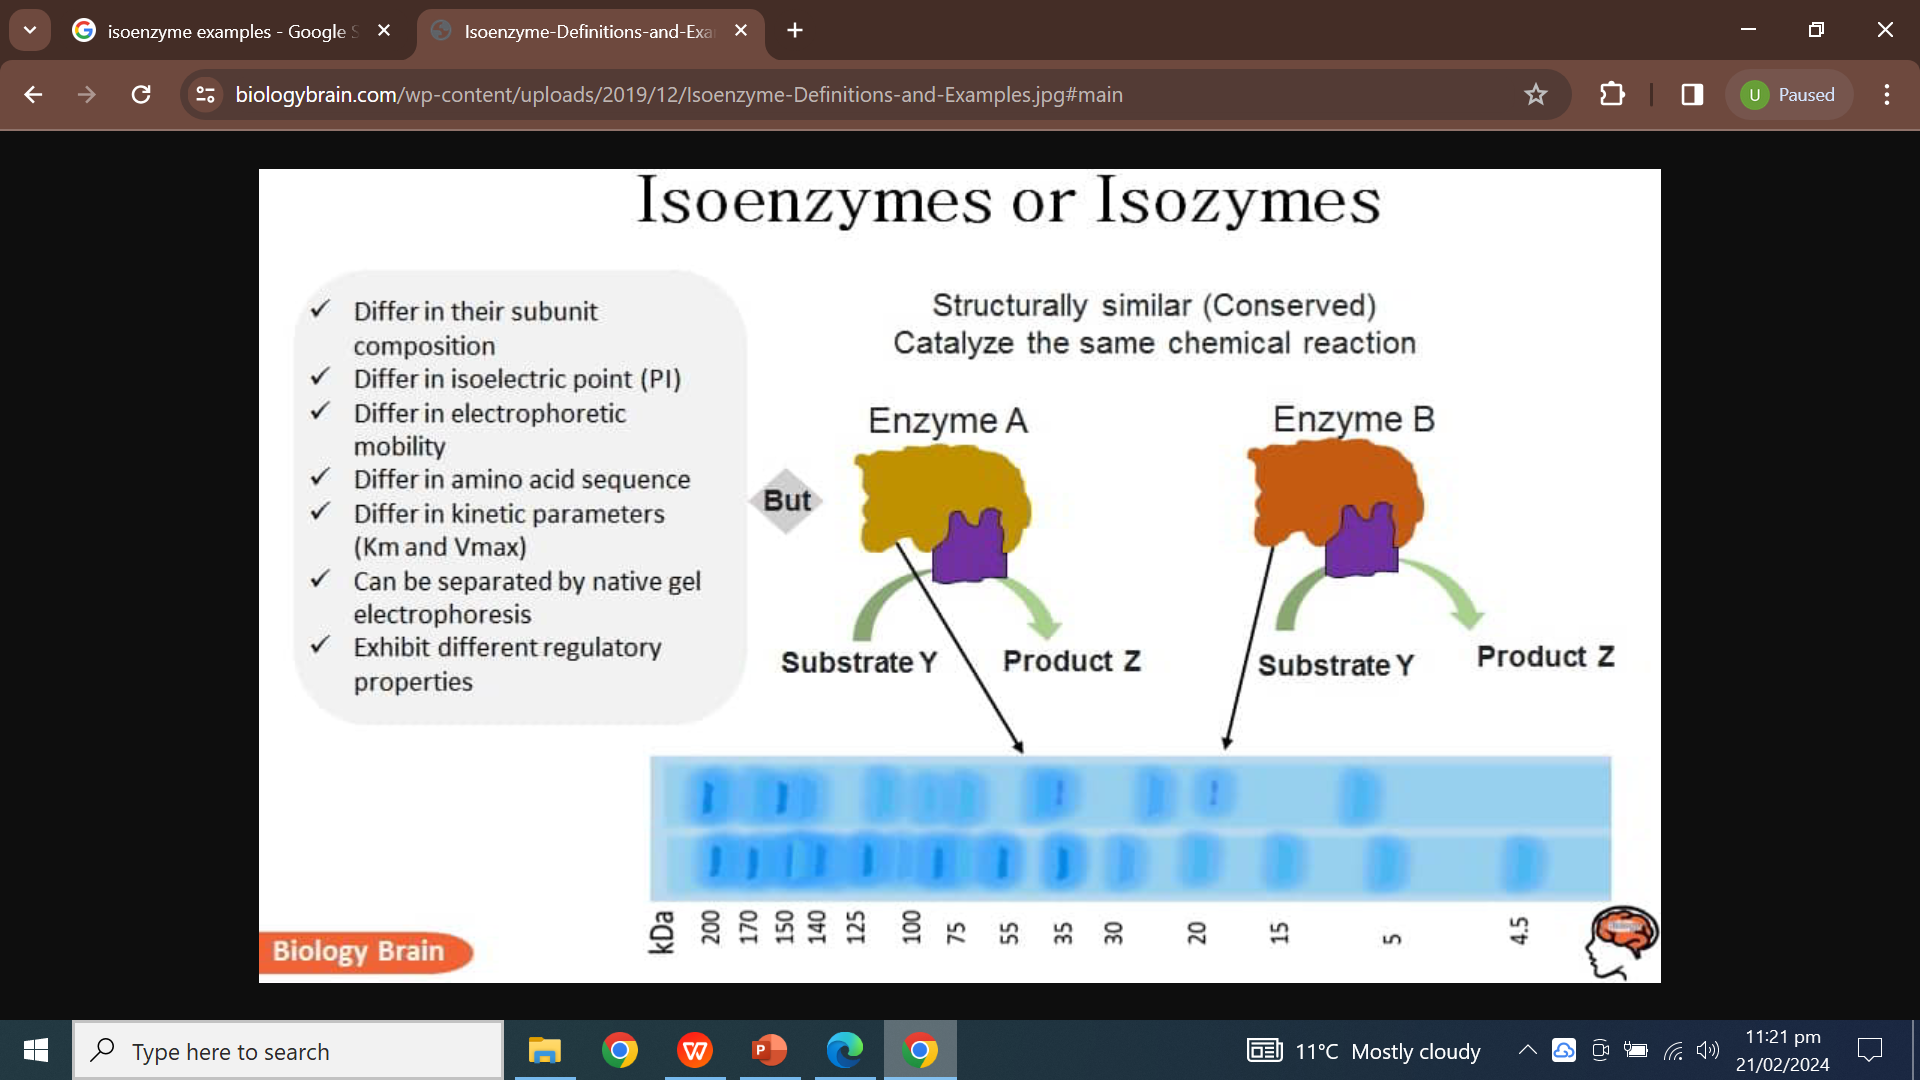 isoenzyme examples - Google S
Isoenzyme-Definitions-and-Exa
biologybrain.com/wp-content/uploads/2019/12/Isoenzyme-Definitions-and-Examples.jpg#main
U Paused
Isoenzymes or Isozymes
✓ Differ in their subunit
composition
✓ Differ in isoelectric point (PI)
✓ Differ in electrophoretic
mobility
✓ Differ in amino acid sequence
✓ Differ in kinetic parameters
(Km and Vmax)
✓ Can be separated by native gel
electrophoresis
✓ Exhibit different regulatory
properties
But
Structurally similar (Conserved)
Catalyze the same chemical reaction
Enzyme A
Enzyme B
Substrate Y
Product Z
Substrate Y
Product Z
kDa 200 170 150 140 125 100 75 55 35 30 20 15 5 4.5
Biology Brain
Type here to search
11°C Mostly cloudy
11:21 pm
21/02/2024